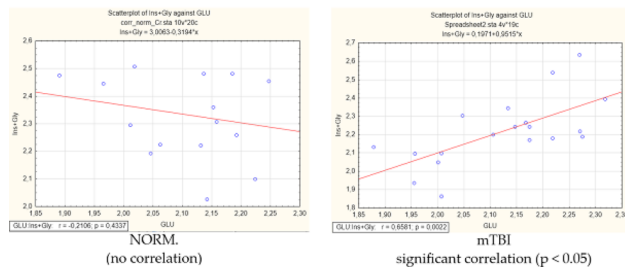 Scatterplot of Ins+Gly against GLU
corr_norm_Cr.sta 10v*20c
Ins+Gly = 3,0063-0,3194*x
2,6
2,5
2,4
2,3
2,2
2,1
2,0
Ins+Gly
1,85 1,90 1,95 2,00 2,05 2,10 2,15 2,20 2,25 2,30
GLU
GLU:Ins+Gly: r = -0,2106; p = 0,4337
NORM.
(no correlation)
Scatterplot of Ins+Gly against GLU
Spreadsheet2.sta 4v*19c
Ins+Gly = 0,1971+0,9515*x
2,7
2,6
2,5
2,4
2,3
2,2
2,1
2,0
1,9
1,8
Ins+Gly
1,85 1,90 1,95 2,00 2,05 2,10 2,15 2,20 2,25 2,30 2,35
GLU
GLU:Ins+Gly: r = 0,6581; p = 0,0022
mTBI
significant correlation (p < 0.05)